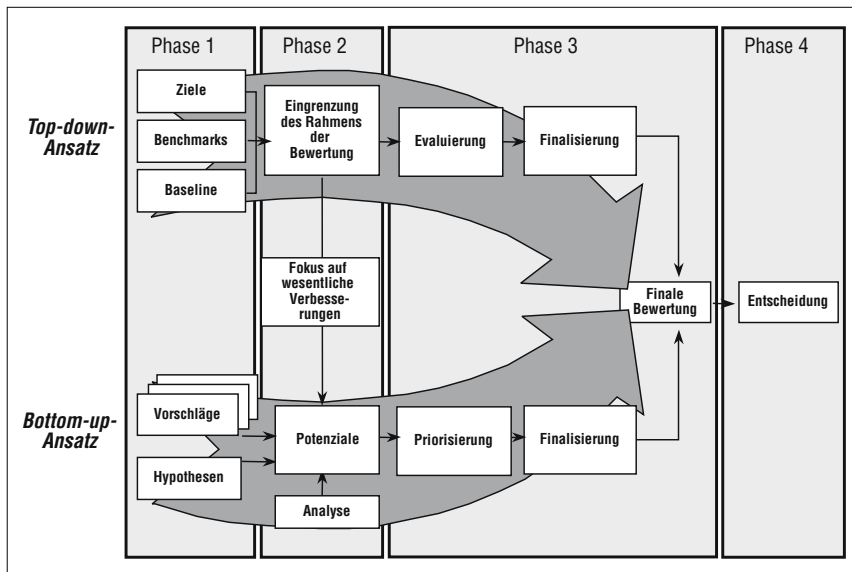 Phase 1
Phase 2
Phase 3
Phase 4
Top-down-
Ansatz
Ziele
Benchmarks
Baseline
Eingrenzung
des Rahmens
der
Bewertung
Evaluierung
Finalisierung
Fokus auf
wesentliche
Verbesse-
rungen
Finale
Bewertung
Entscheidung
Bottom-up-
Ansatz
Vorschläge
Hypothesen
Potenziale
Analyse
Priorisierung
Finalisierung